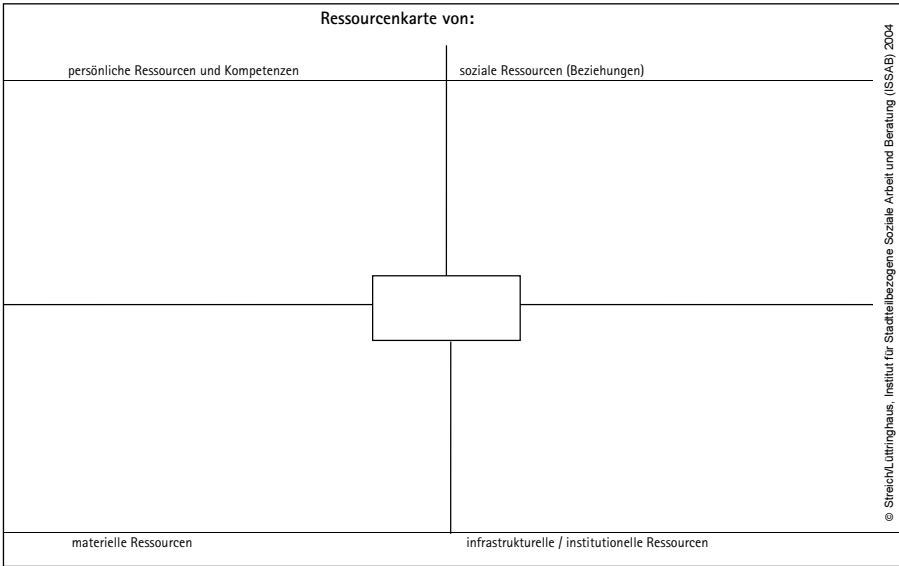 Ressourcenkarte von:
persönliche Ressourcen und Kompetenzen
soziale Ressourcen (Beziehungen)
materielle Ressourcen
infrastrukturelle / institutionelle Ressourcen
© Streich/Lüttringhaus, Institut für Stadtteilbezogene Soziale Arbeit und Beratung (ISSAB) 2004